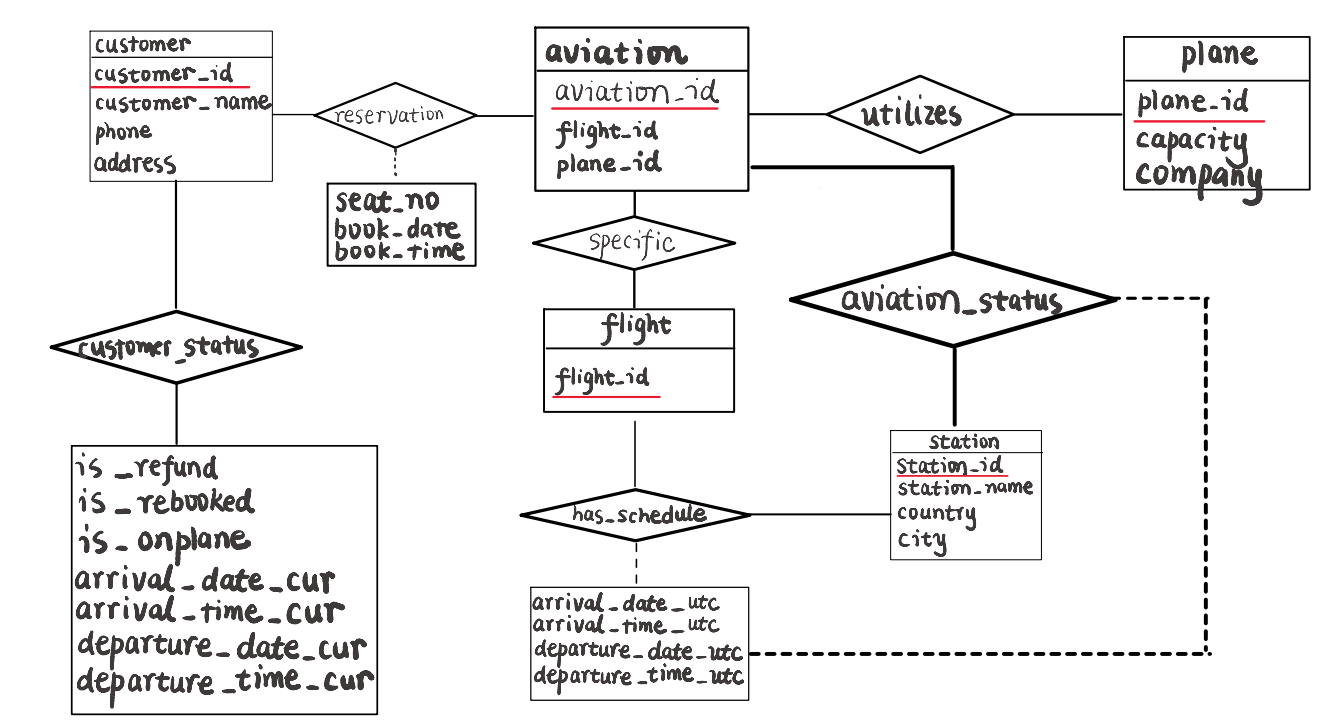 customer
customer_id
customer_name
phone
address
reservation
seat_no
book_date
book_time
aviation
aviation_id
flight_id
plane_id
utilizes
plane
plane_id
capacity
company
specific
flight
flight_id
aviation_status
customer_status
is_refund
is_rebooked
is_onplane
arrival_date_cur
arrival_time_cur
departure_date_cur
departure_time_cur
has_schedule
station
station_id
station_name
country
city
arrival_date_utc
arrival_time_utc
departure_date_utc
departure_time_utc